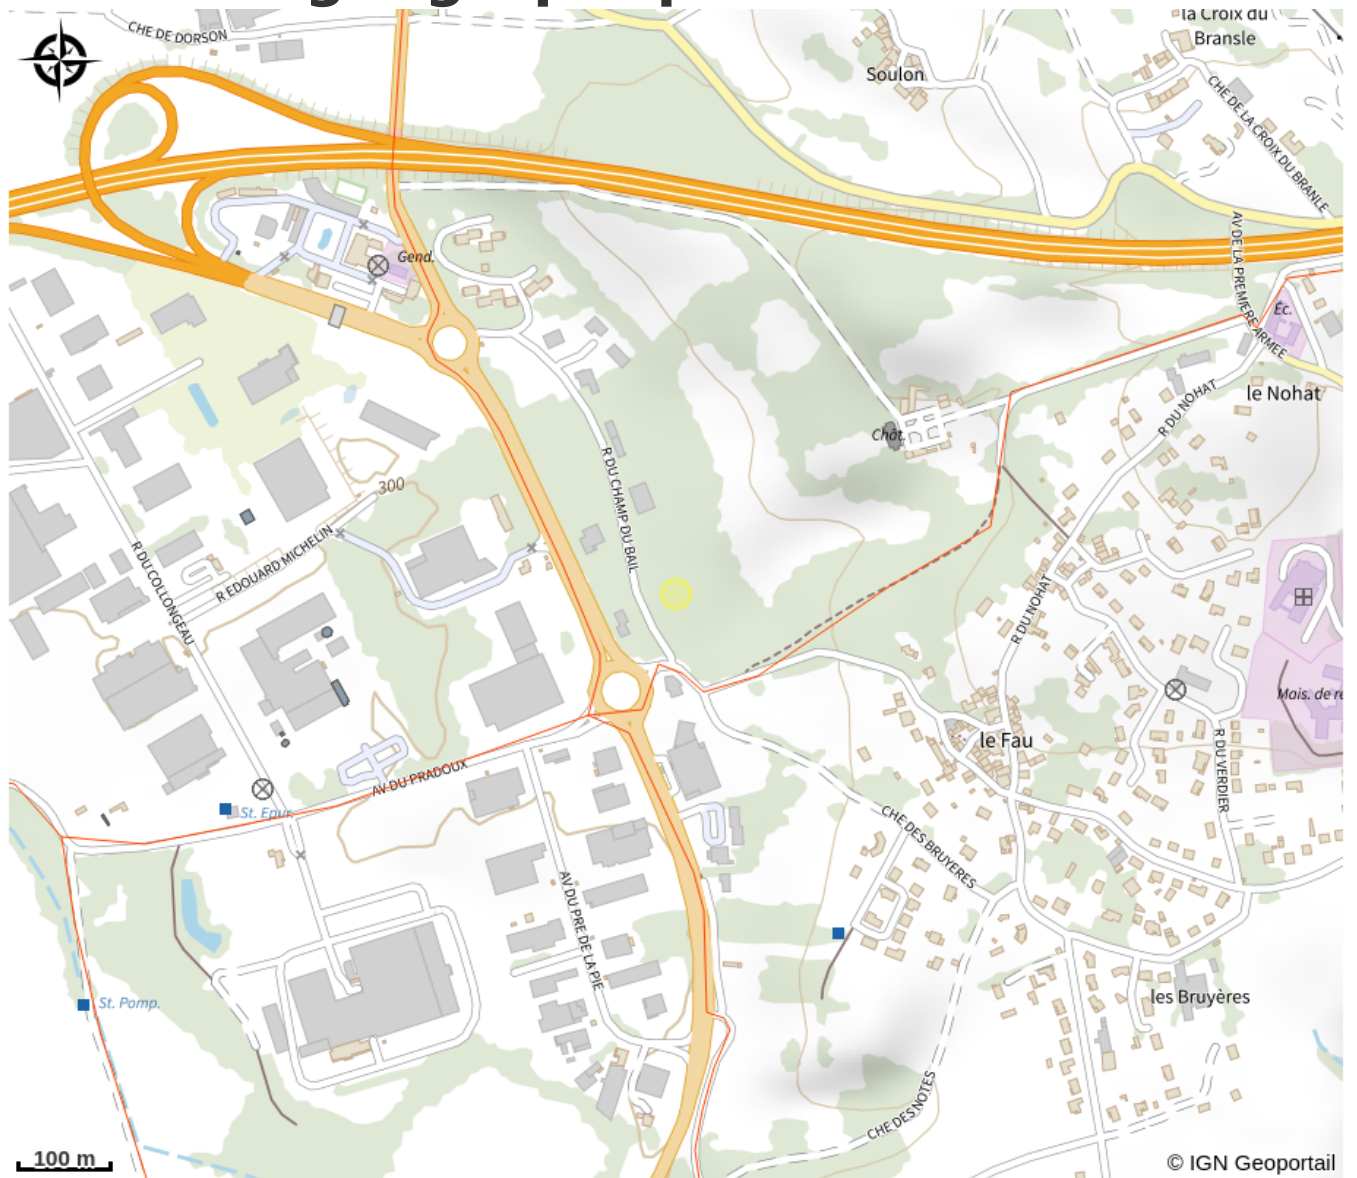 CHE DE DORSON
la Croix du
Bransle
Soulon
CHE DE LA CROIX DU BRANLE
AV DE LA PREMIERE ARMEE
Gend.
Éc.
le Nohat
R DU NOHAT
Chât.
R DU CHAMP DU BAIL
300
R EDOUARD MICHELIN
R DU COLLONGEAU
R DU NOHAT
Mais. de re
le Fau
R DU VERDIER
AV DU PRADOUX
St. Epur.
CHE DES BRUYERES
AV DU PRE DE LA PIE
St. Pomp.
les Bruyères
CHE DES NOTES
100 m
© IGN Geoportail